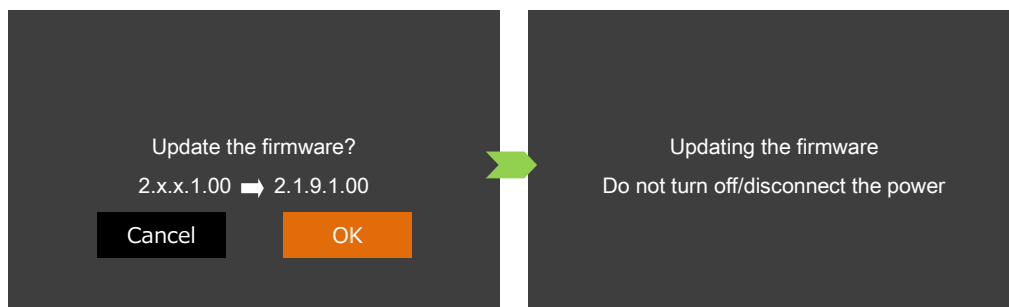 Update the firmware?
2.x.x.1.00 ➡ 2.1.9.1.00
Cancel
OK
Updating the firmware
Do not turn off/disconnect the power